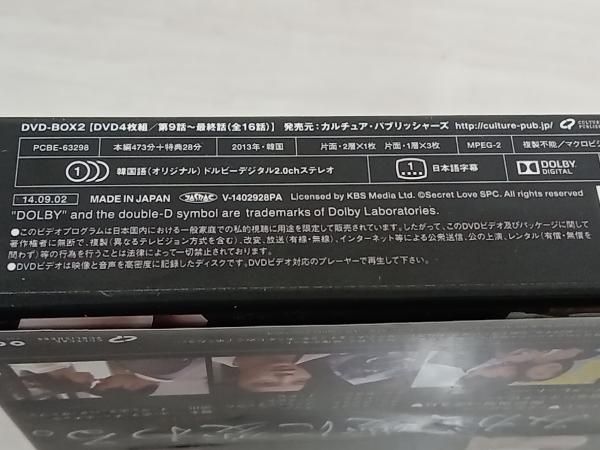 DVD-BOX2 [DVD4枚組／第9話～最終話(全16話)] 発売元：カルチュア・パブリッシャーズ http://culture-pub.jp/ CULTURE
PCBE-63298 本編473分＋特典28分 2013年・韓国 片面・2層×1枚 片面・1層×3枚 MPEG-2 複製不能／マクロビジ
1 韓国語(オリジナル) ドルビーデジタル2.0chステレオ 1 日本語字幕 DOLBY DIGITAL
14.09.02 MADE IN JAPAN V-1402928PA Licensed by KBS Media Ltd. ©Secret Love SPC. All rights
"DOLBY" and the double-D symbol are trademarks of Dolby Laboratories.
●このビデオプログラムは日本国内における一般家庭での私的視聴に用途を限定して販売されています。したがって、このDVDビデオ及びパッケージに関して
著作権者に無断で、複製(異なるテレビジョン方式を含む)、改変、放送(有線・無線)、インターネット等による公衆送信、公の上演、レンタル(有償・無償を
問わず)等の行為を行うことは法律によって一切禁止されております。
●DVDビデオは映像と音声を高密度に記録したディスクです。DVDビデオ対応のプレーヤーで再生して下さい。